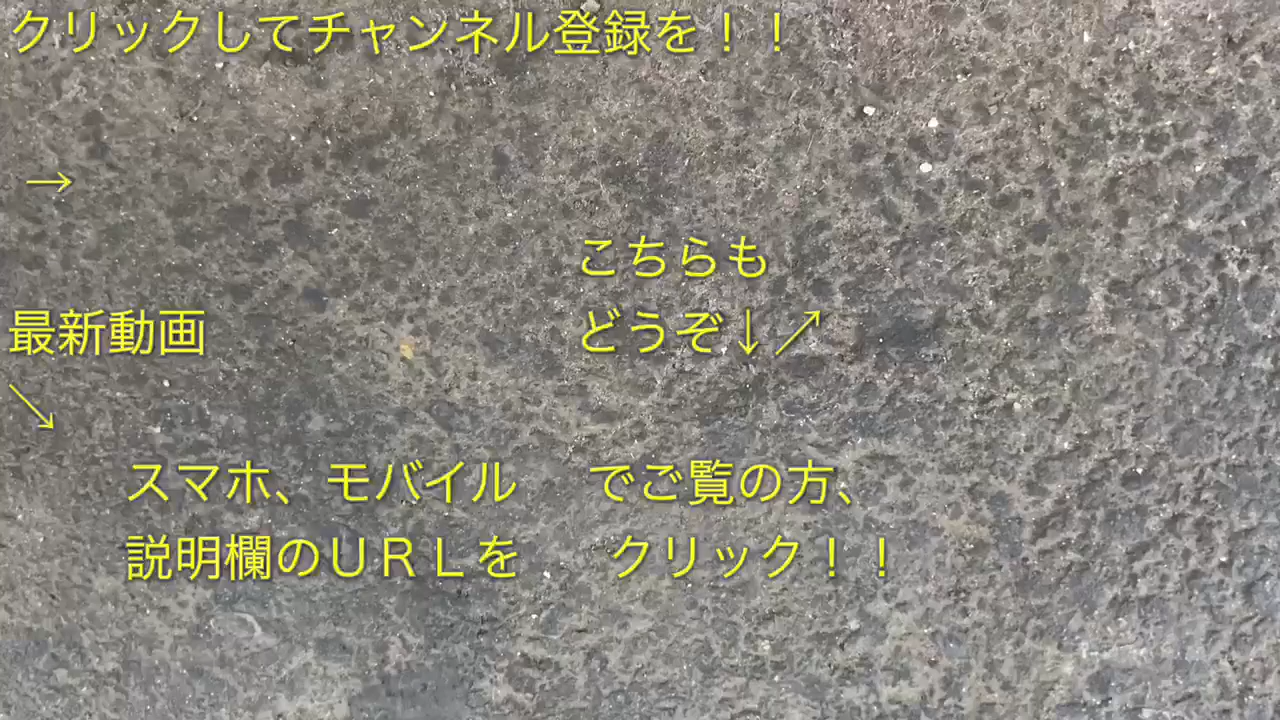 クリックしてチャンネル登録を！！
→
こちらも
最新動画
どうぞ↓↗
↘
スマホ、モバイル　でご覧の方、
説明欄のＵＲＬを　クリック！！